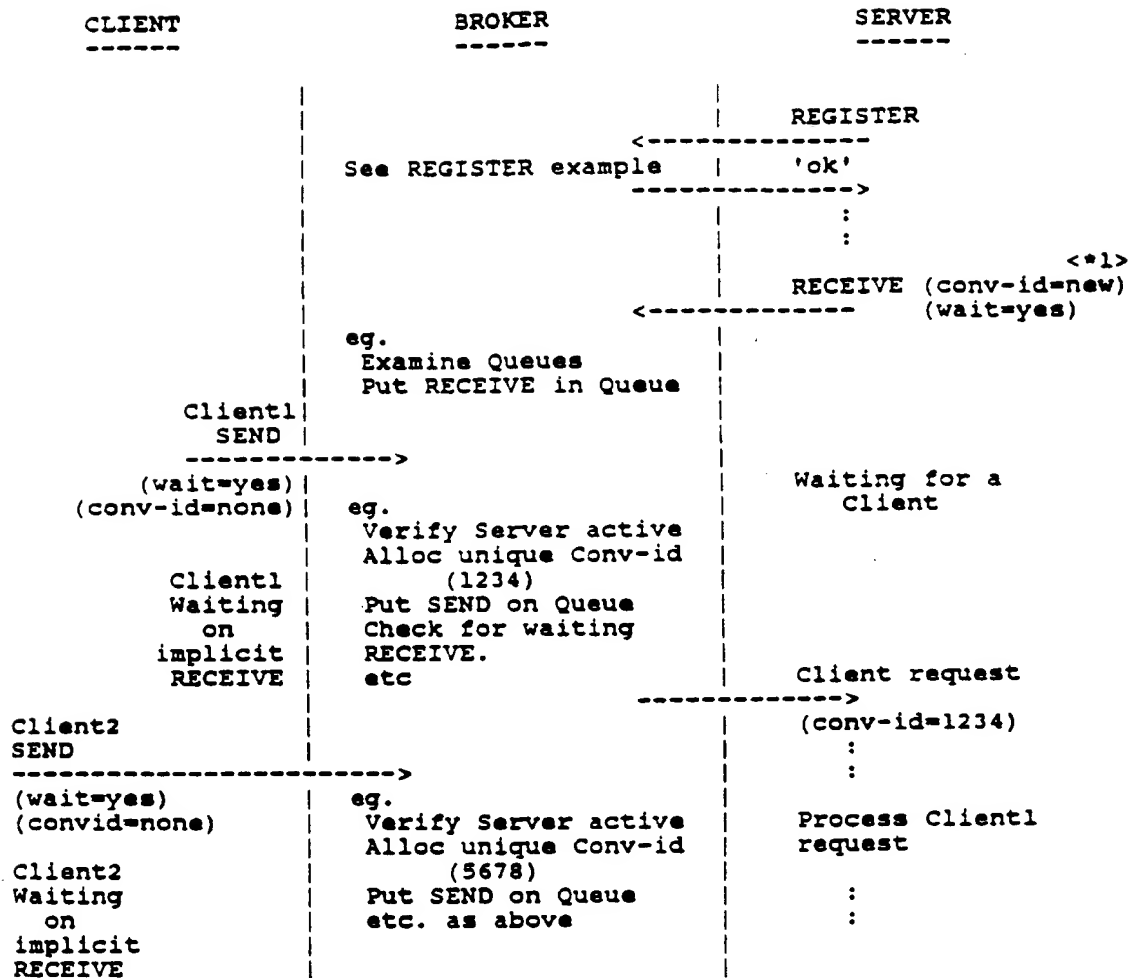 CLIENT BROKER SERVER
------ ------ ------
REGISTER
<---------------
See REGISTER example 'ok'
--------------->
:
:
<*1>
RECEIVE (conv-id=new)
<-------------- (wait=yes)
eg.
Examine Queues
Put RECEIVE in Queue
Client1
SEND
-------------->
(wait=yes) Waiting for a
(conv-id=none) eg. Client
Verify Server active
Alloc unique Conv-id
Client1 (1234)
Waiting Put SEND on Queue
on Check for waiting
implicit RECEIVE.
RECEIVE etc Client request
-------------->
Client2 (conv-id=1234)
SEND :
-------------------------> :
(wait=yes) eg.
(convid=none) Verify Server active Process Client1
Alloc unique Conv-id request
Client2 (5678)
Waiting Put SEND on Queue :
on etc. as above :
implicit
RECEIVE